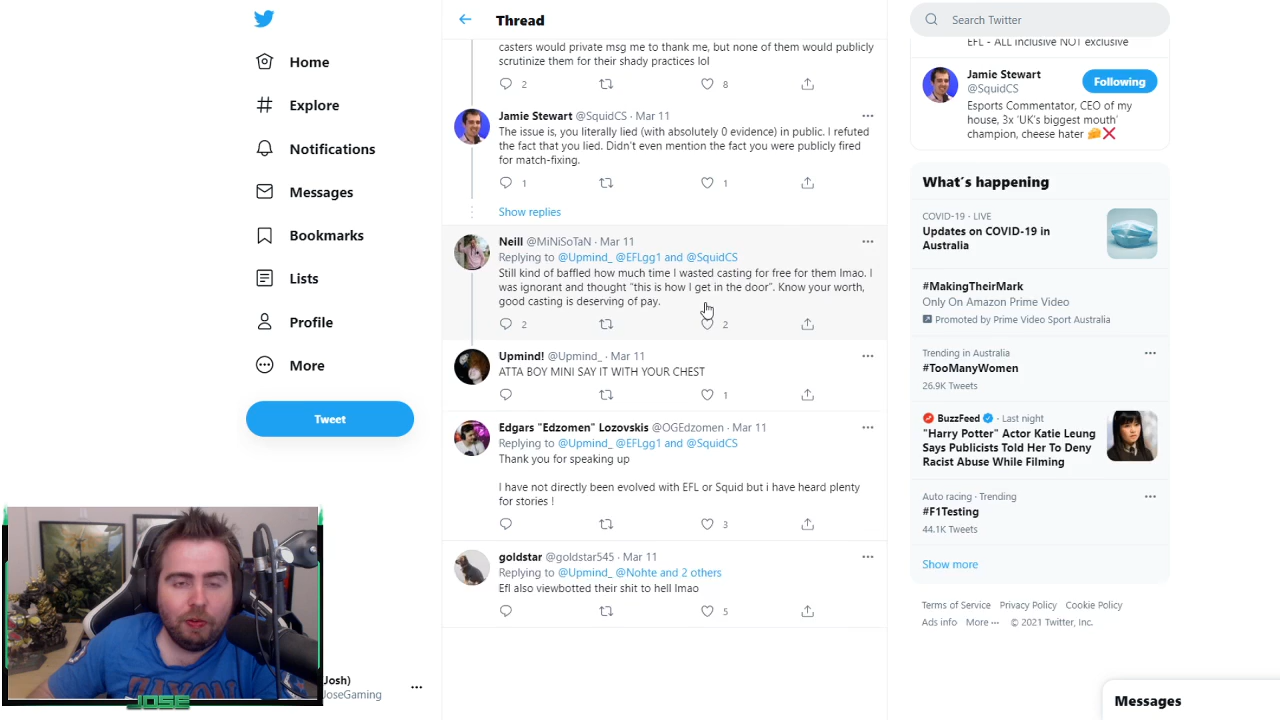 Home
Explore
Notifications
Messages
Bookmarks
Lists
Profile
More
Tweet
Josh)
JoseGaming
JOSE
Thread
casters would private msg me to thank me, but none of them would publicly
scrutinize them for their shady practices lol
2 8
Jamie Stewart @SquidCS · Mar 11
The issue is, you literally lied (with absolutely 0 evidence) in public. I refuted
the fact that you lied. Didn't even mention the fact you were publicly fired
for match-fixing.
1 1
Show replies
Neill @MiNiSoTaN · Mar 11
Replying to @Upmind_ @EFLgg1 and @SquidCS
Still kind of baffled how much time I wasted casting for free for them lmao. I
was ignorant and thought "this is how I get in the door". Know your worth,
good casting is deserving of pay.
2 2
Upmind! @Upmind_ · Mar 11
ATTA BOY MINI SAY IT WITH YOUR CHEST
1
Edgars "Edzomen" Lozovskis @OGEdzomen · Mar 11
Replying to @Upmind_ @EFLgg1 and @SquidCS
Thank you for speaking up
I have not directly been evolved with EFL or Squid but i have heard plenty
for stories !
3
goldstar @goldstar545 · Mar 11
Replying to @Upmind_ @Nohte and 2 others
Efl also viewbotted their shit to hell lmao
5
Search Twitter
EFL - ALL inclusive NOT exclusive
Jamie Stewart
@SquidCS
Following
Esports Commentator, CEO of my
house, 3x 'UK's biggest mouth'
champion, cheese hater 🧀❌
What's happening
COVID-19 · LIVE
Updates on COVID-19 in
Australia
#MakingTheirMark
Only On Amazon Prime Video
Promoted by Prime Video Sport Australia
Trending in Australia
#TooManyWomen
26.9K Tweets
BuzzFeed · Last night
"Harry Potter" Actor Katie Leung
Says Publicists Told Her To Deny
Racist Abuse While Filming
Auto racing · Trending
#F1Testing
44.1K Tweets
Show more
Terms of Service Privacy Policy Cookie Policy
Ads info More ··· © 2021 Twitter, Inc.
Messages